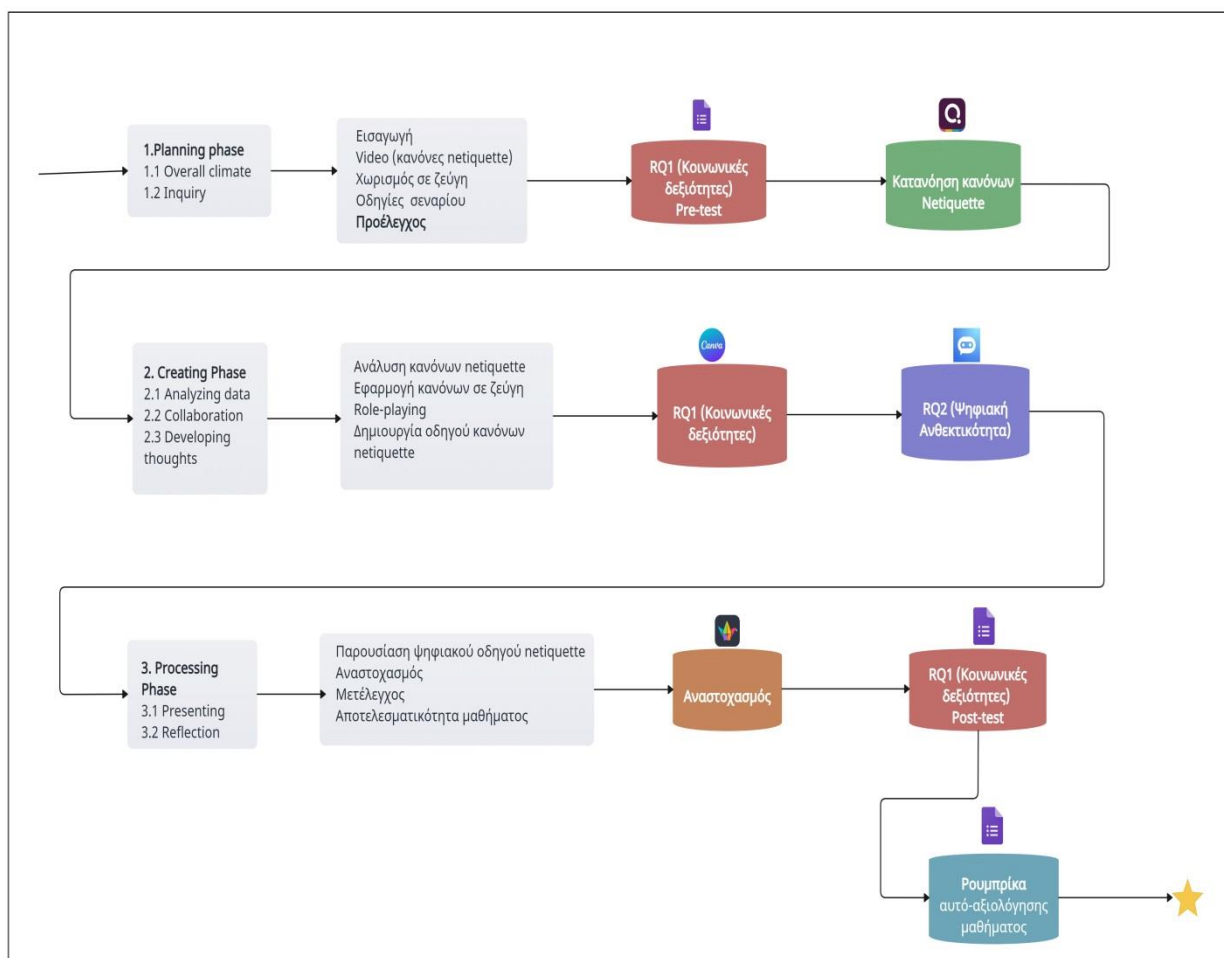 1.Planning phase
1.1 Overall climate
1.2 Inquiry
Εισαγωγή
Video (κανόνες netiquette)
Χωρισμός σε ζεύγη
Οδηγίες σεναρίου
Προέλεγχος
RQ1 (Κοινωνικές
δεξιότητες)
Pre-test
Κατανόηση κανόνων
Netiquette
2. Creating Phase
2.1 Analyzing data
2.2 Collaboration
2.3 Developing
thoughts
Ανάλυση κανόνων netiquette
Εφαρμογή κανόνων σε ζεύγη
Role-playing
Δημιουργία οδηγού κανόνων
netiquette
Canva
RQ1 (Κοινωνικές
δεξιότητες)
RQ2 (Ψηφιακή
Ανθεκτικότητα)
3. Processing
Phase
3.1 Presenting
3.2 Reflection
Παρουσίαση ψηφιακού οδηγού netiquette
Αναστοχασμός
Μετέλεγχος
Αποτελεσματικότητα μαθήματος
Αναστοχασμός
RQ1 (Κοινωνικές
δεξιότητες)
Post-test
Ρουμπρίκα
αυτό-αξιολόγησης
μαθήματος